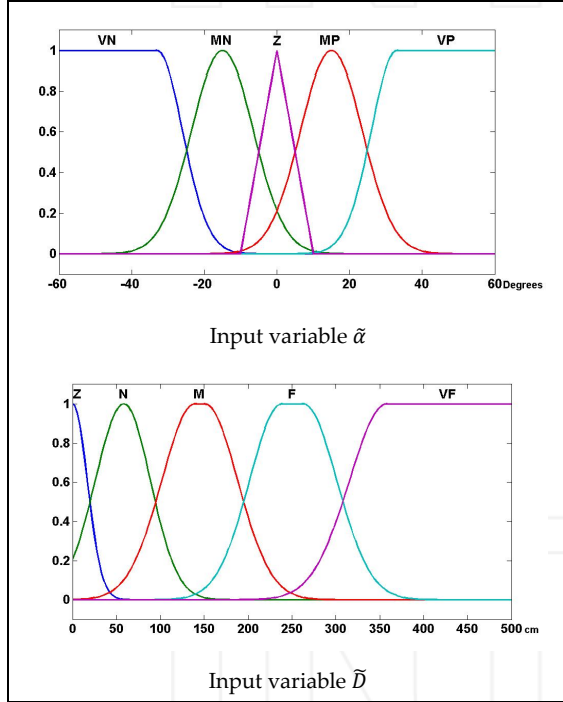 VN MN Z MP VP
1
0.8
0.6
0.4
0.2
0
-60 -40 -20 0 20 40 60 Degrees
Input variable α̃
Z N M F VF
1
0.8
0.6
0.4
0.2
0
0 50 100 150 200 250 300 350 400 450 500 cm
Input variable D̃